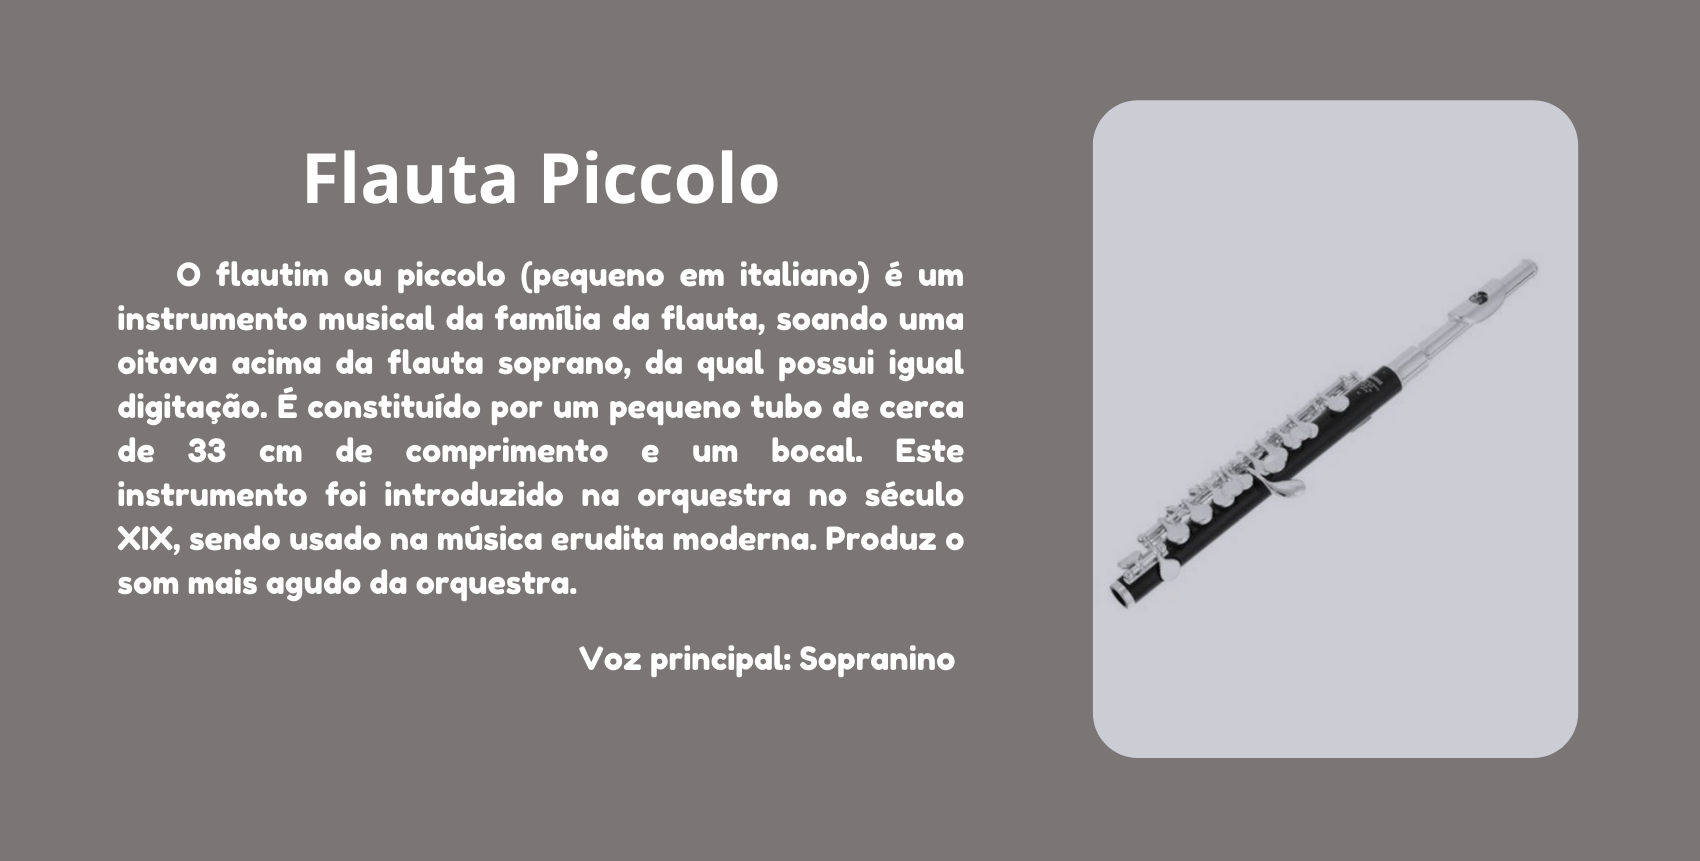 Flauta Piccolo
O flautim ou piccolo (pequeno em italiano) é um
instrumento musical da família da flauta, soando uma
oitava acima da flauta soprano, da qual possui igual
digitação. É constituído por um pequeno tubo de cerca
de 33 cm de comprimento e um bocal. Este
instrumento foi introduzido na orquestra no século
XIX, sendo usado na música erudita moderna. Produz o
som mais agudo da orquestra.
Voz principal: Sopranino